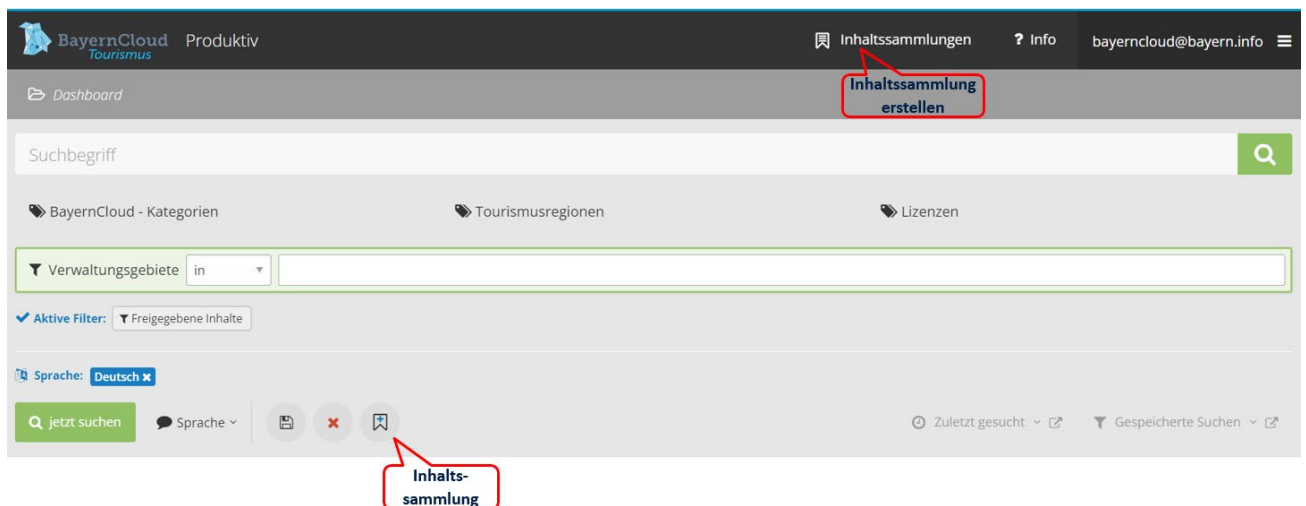 BayernCloud Tourismus Produktiv Inhaltssammlungen ? Info bayerncloud@bayern.info
Dashboard
Inhaltssammlung
erstellen
Suchbegriff
BayernCloud - Kategorien Tourismusregionen Lizenzen
Verwaltungsgebiete in
Aktive Filter: Freigegebene Inhalte
Sprache: Deutsch x
jetzt suchen Sprache Zuletzt gesucht Gespeicherte Suchen
Inhalts-
sammlung